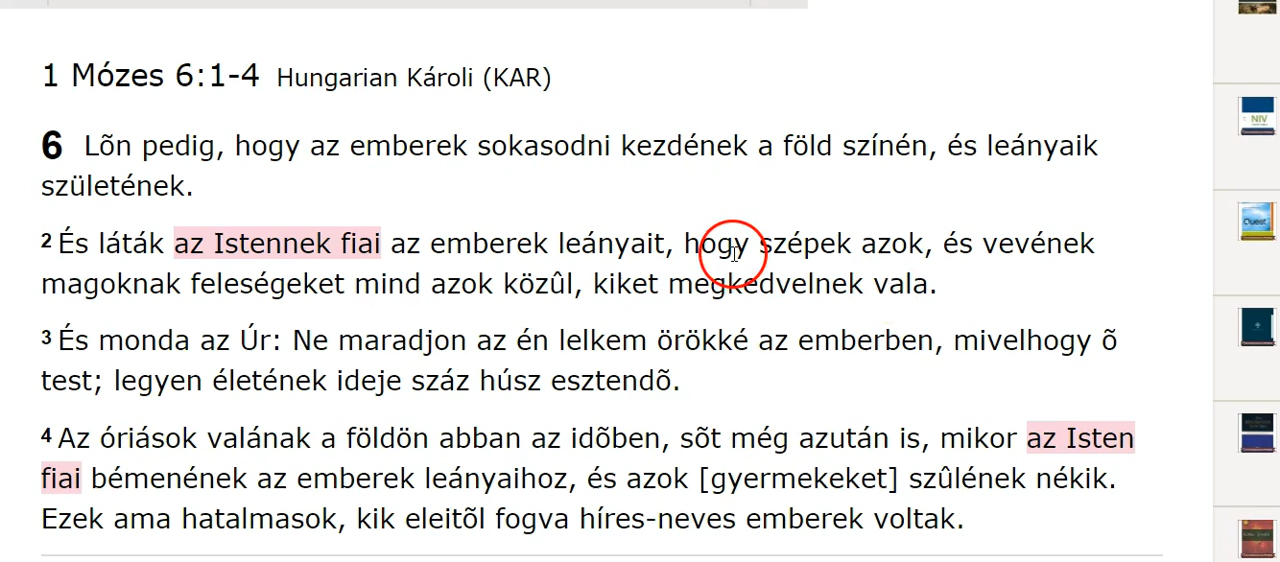 1 Mózes 6:1-4 Hungarian Károli (KAR)
6 Lõn pedig, hogy az emberek sokasodni kezdének a föld színén, és leányaik
születének.
2 És láták az Istennek fiai az emberek leányait, hogy szépek azok, és vevének
magoknak feleségeket mind azok közûl, kiket megkedvelnek vala.
3 És monda az Úr: Ne maradjon az én lelkem örökké az emberben, mivelhogy õ
test; legyen életének ideje száz húsz esztendõ.
4 Az óriások valának a földön abban az idõben, sõt még azután is, mikor az Isten
fiai bémenének az emberek leányaihoz, és azok [gyermekeket] szûlének nékik.
Ezek ama hatalmasok, kik eleitõl fogva híres-neves emberek voltak.
NIV
Quest